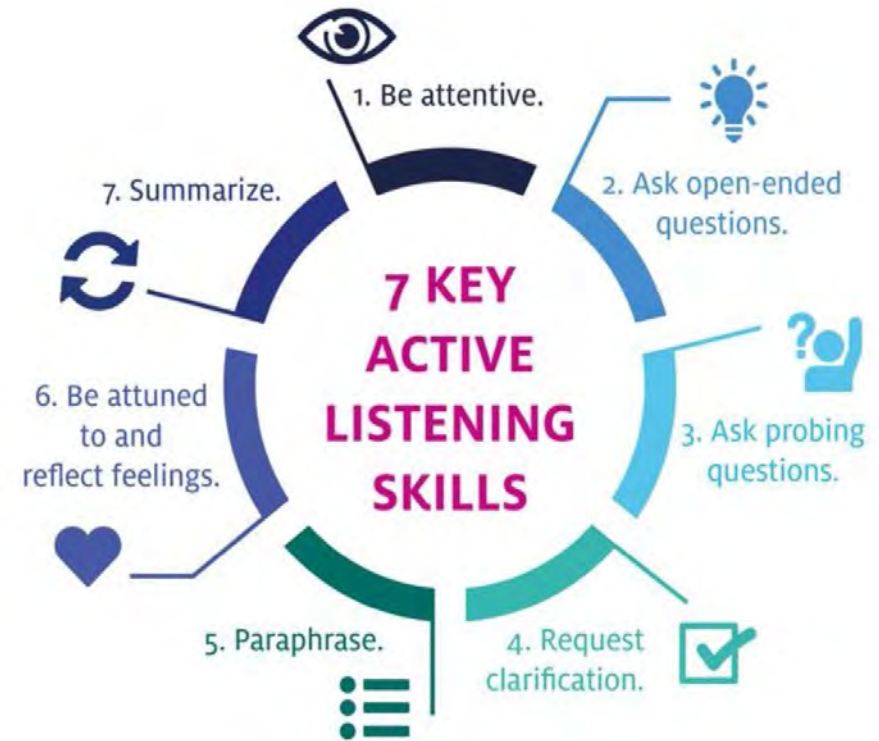 7 KEY
ACTIVE
LISTENING
SKILLS
1. Be attentive.
2. Ask open-ended
questions.
3. Ask probing
questions.
4. Request
clarification.
5. Paraphrase.
6. Be attuned
to and
reflect feelings.
7. Summarize.
?